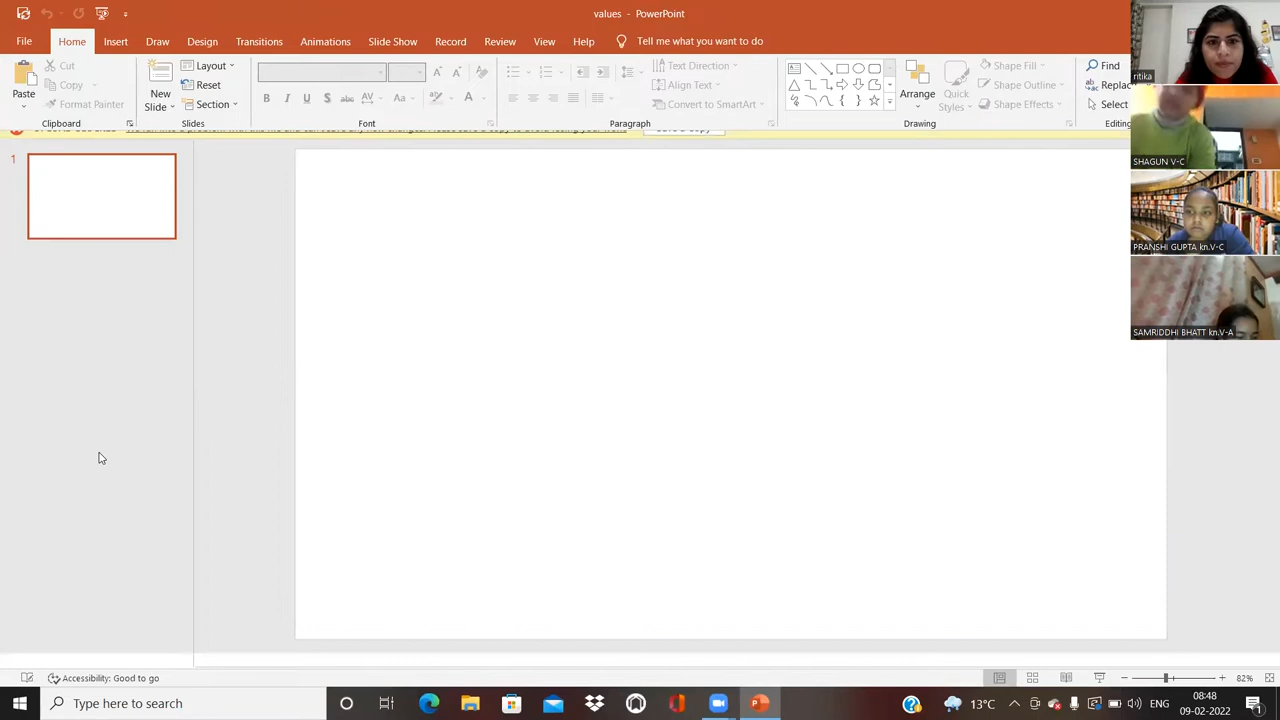 values - PowerPoint
File Home Insert Draw Design Transitions Animations Slide Show Record Review View Help Tell me what you want to do
Paste
Cut
Copy
Format Painter
Clipboard
New
Slide
Layout
Reset
Section
Slides
B I U S abc AV Aa A
Font
Text Direction
Align Text
Convert to SmartArt
Paragraph
Arrange
Quick
Styles
Shape Fill
Shape Outline
Shape Effects
Drawing
Find
Replac
Select
Editing
ritika
SHAGUN V-C
PRANSHI GUPTA kn.V-C
SAMRIDDHI BHATT kn.V-A
1
Accessibility: Good to go
82%
Type here to search
13°C
ENG
08:48
09-02-2022